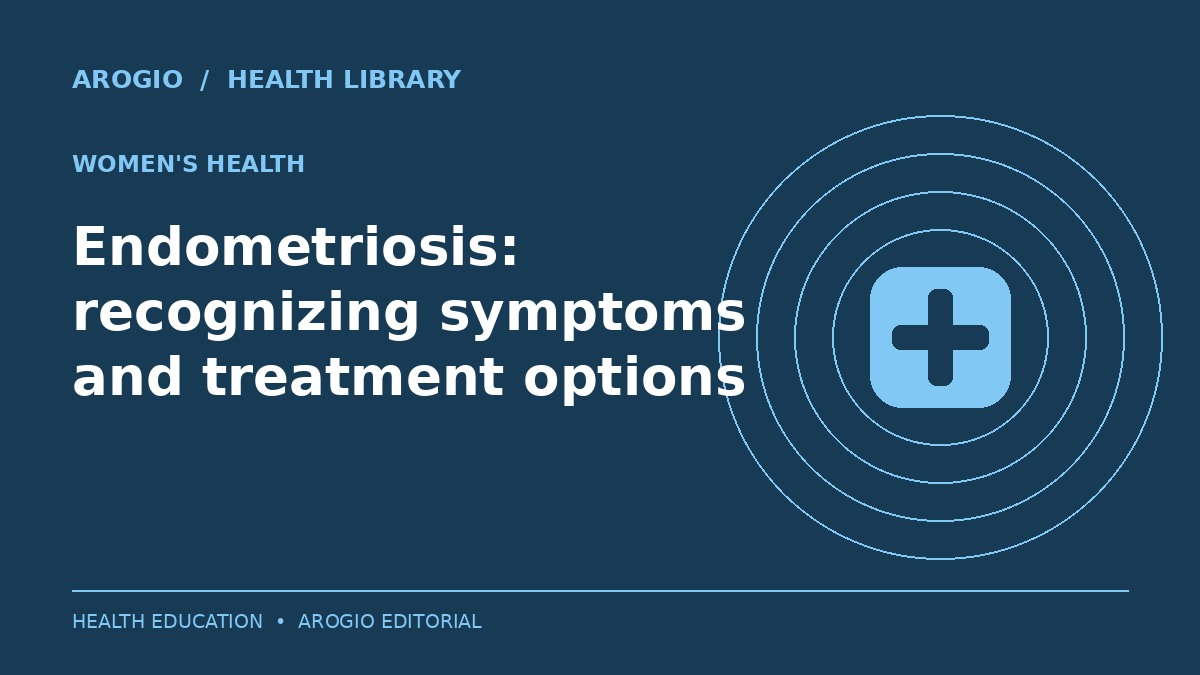 AROGIO / HEALTH LIBRARY
WOMEN'S HEALTH
Endometriosis:
recognizing symptoms
and treatment options
HEALTH EDUCATION • AROGIO EDITORIAL